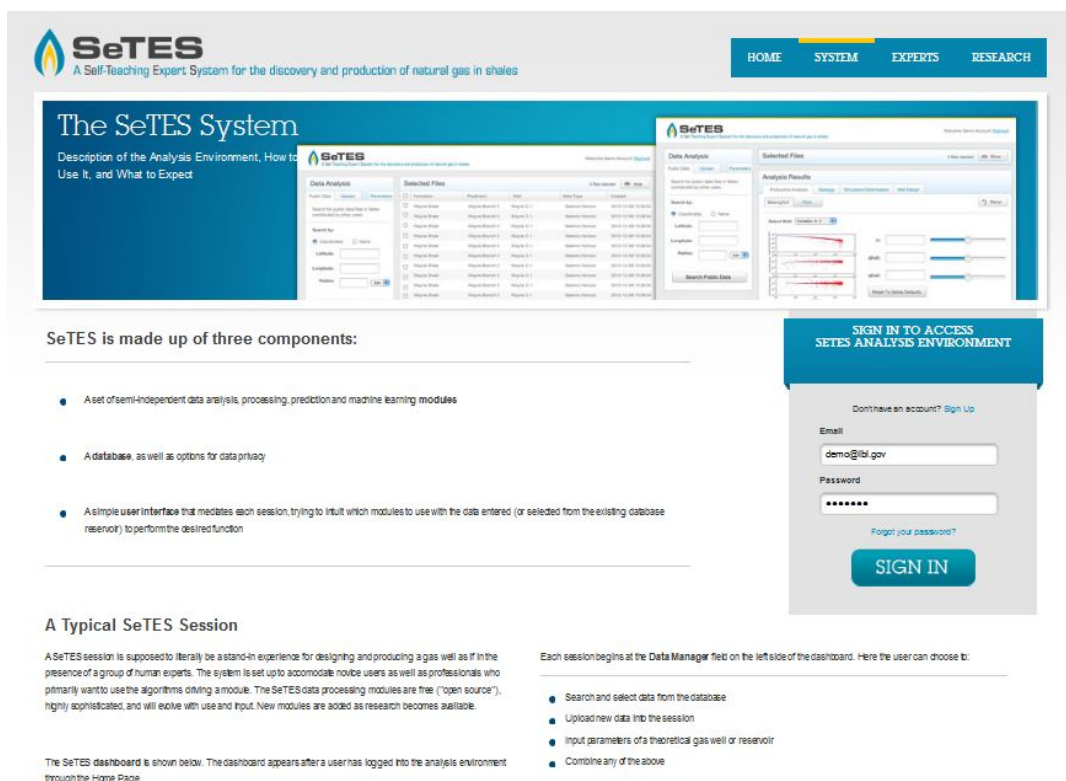 SeTES
A Self-Teaching Expert System for the discovery and production of natural gas in shales
HOME SYSTEM EXPERTS RESEARCH
The SeTES System
Description of the Analysis Environment, How to
Use It, and What to Expect
SeTES
Data Analysis
Selected Files
SeTES
Data Analysis
Selected Files
Analysis Results
Search by:
Latitude:
Longitude:
Search Public Data
SeTES is made up of three components:
A set of semi-independent data analysis, processing, prediction and machine learning modules
A database, as well as options for data privacy
A simple user interface that mediates each session, trying to intuit which modules to use with the data entered (or selected from the existing database
reservoir) to perform the desired function
SIGN IN TO ACCESS
SETES ANALYSIS ENVIRONMENT
Don't have an account? Sign Up
Email
demo@lbl.gov
Password
Forgot your password?
SIGN IN
A Typical SeTES Session
A SeTES session is supposed to literally be a stand-in experience for designing and producing a gas well as if in the
presence of a group of human experts. The system is set up to accomodate novice users as well as professionals who
primarily want to use the algorithms driving a module. The SeTES data processing modules are free ("open source"),
highly sophisticated, and will evolve with use and input. New modules are added as research becomes available.
The SeTES dashboard is shown below. The dashboard appears after a user has logged into the analysis environment
through the Home Page.
Each session begins at the Data Manager field on the left side of the dashboard. Here the user can choose to:
Search and select data from the database
Upload new data into the session
Input parameters of a theoretical gas well or reservoir
Combine any of the above